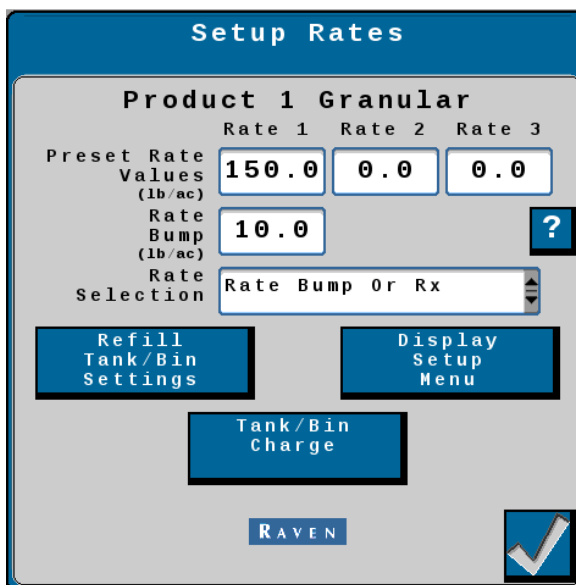 Setup Rates
Product 1 Granular
Rate 1 Rate 2 Rate 3
Preset Rate
Values
(lb/ac)
150.0 0.0 0.0
Rate
Bump
(lb/ac)
10.0
?
Rate
Selection
Rate Bump Or Rx
Refill
Tank/Bin
Settings
Display
Setup
Menu
Tank/Bin
Charge
RAVEN